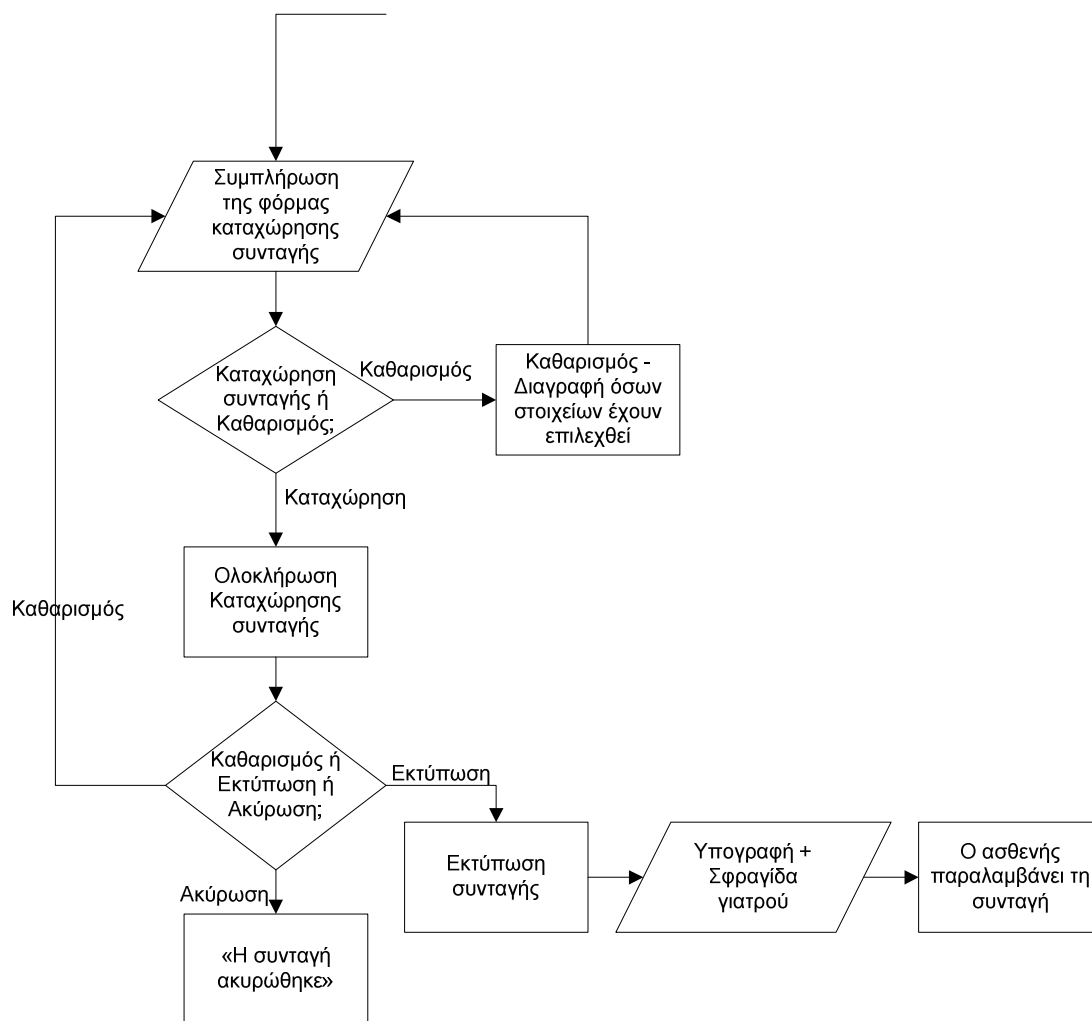 Συμπλήρωση
της φόρμας
καταχώρησης
συνταγής
Καταχώρηση
συνταγής ή
Καθαρισμός;
Καθαρισμός
Καθαρισμός -
Διαγραφή όσων
στοιχείων έχουν
επιλεχθεί
Καταχώρηση
Ολοκλήρωση
Καταχώρησης
συνταγής
Καθαρισμός
Καθαρισμός ή
Εκτύπωση ή
Ακύρωση;
Εκτύπωση
Εκτύπωση
συνταγής
Υπογραφή +
Σφραγίδα
γιατρού
Ο ασθενής
παραλαμβάνει τη
συνταγή
Ακύρωση
«Η συνταγή
ακυρώθηκε»